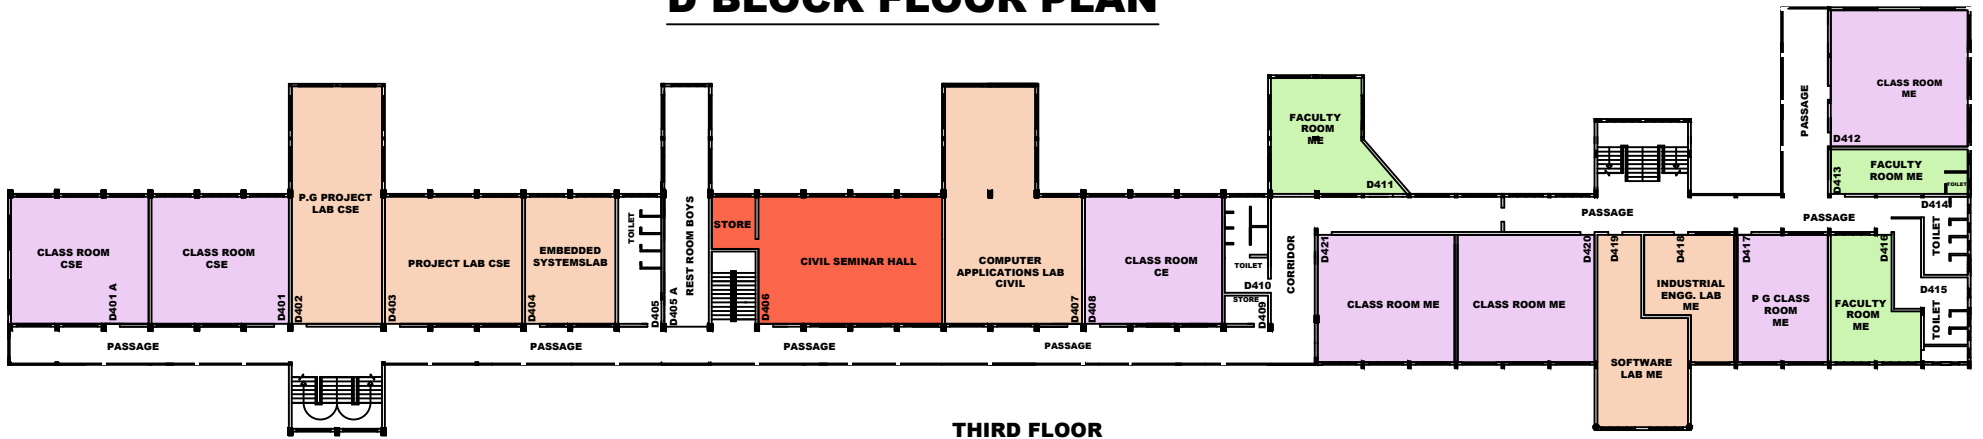 D BLOCK FLOOR PLAN
CLASS ROOM
CSE
D401 A
CLASS ROOM
CSE
D401
P.G PROJECT
LAB CSE
D402
PROJECT LAB CSE
D403
EMBEDDED
SYSTEMSLAB
D404
TOILET
D405
REST ROOM BOYS
D405 A
STORE
CIVIL SEMINAR HALL
D406
COMPUTER
APPLICATIONS LAB
CIVIL
D407
CLASS ROOM
CE
D408
TOILET
D410
STORE
D409
CORRIDOR
FACULTY
ROOM
ME
D411
PASSAGE
CLASS ROOM
ME
D412
FACULTY
ROOM ME
D413
TOILET
D414
TOILET
PASSAGE
PASSAGE
D421
CLASS ROOM ME
CLASS ROOM ME
D420
D419
SOFTWARE
LAB ME
D418
INDUSTRIAL
ENGG. LAB
ME
D417
P G CLASS
ROOM
ME
D416
FACULTY
ROOM
ME
D415
TOILET
PASSAGE
PASSAGE
PASSAGE
PASSAGE
THIRD FLOOR